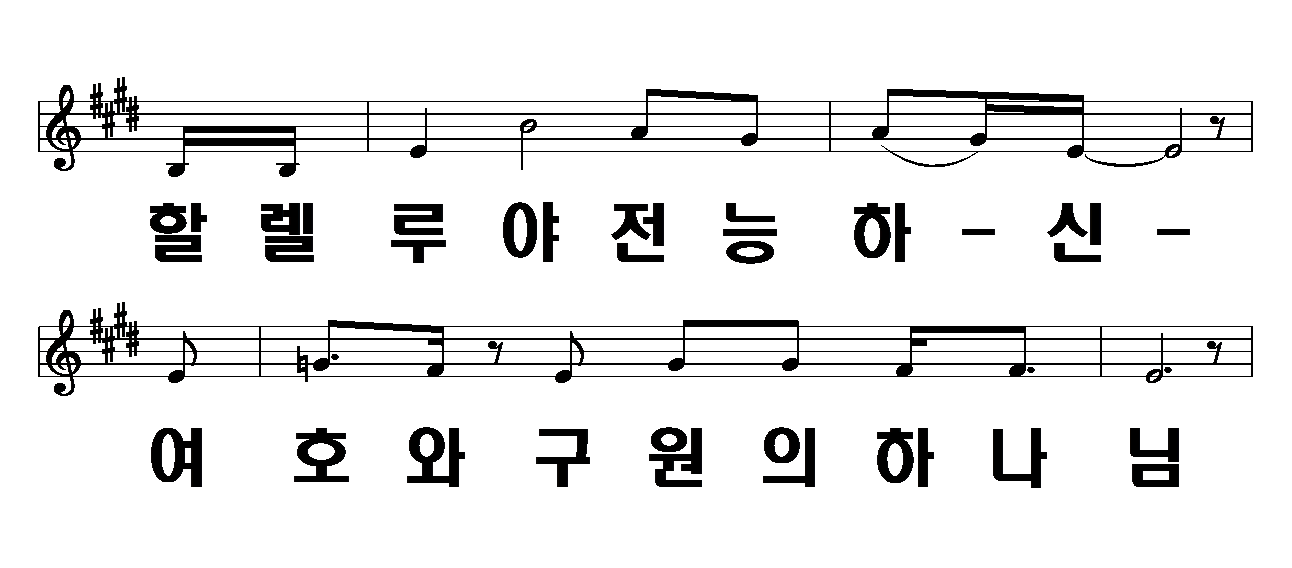 할 렐 루 야 전 능 하 - 신 -
여 호 와 구 원 의 하 나 님